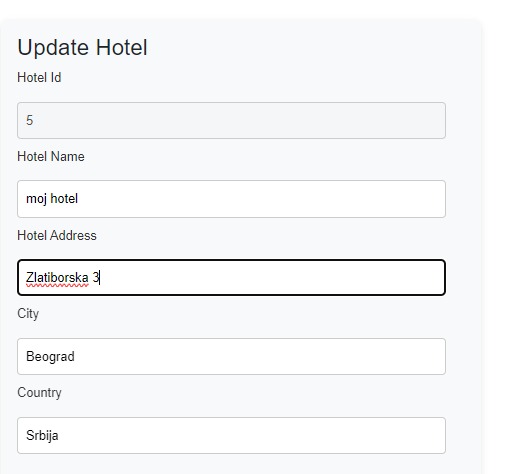 Update Hotel
Hotel Id
5
Hotel Name
moj hotel
Hotel Address
Zlatiborska 3
City
Beograd
Country
Srbija